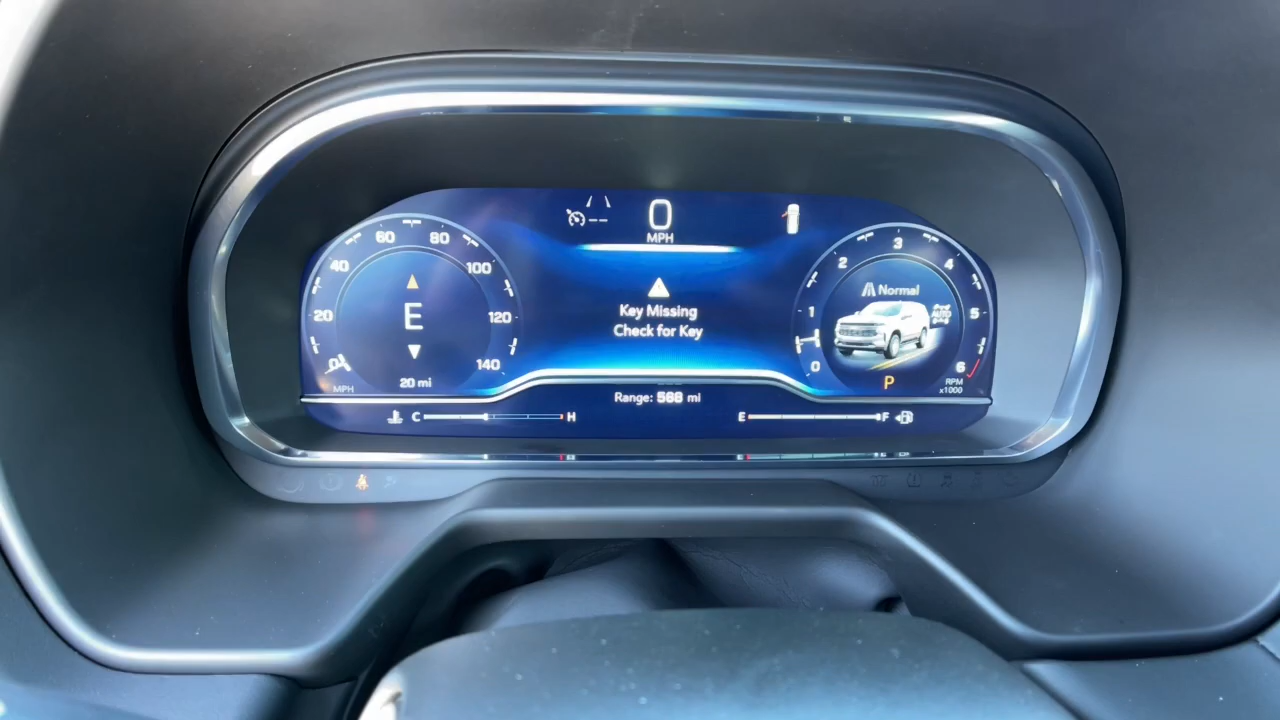 0
MPH
60 80
40 100
20 E 120
0 140
MPH
20 mi
Key Missing
Check for Key
3
2 4
Normal
1 AUTO 5
0 6
P
RPM
x1000
Range: 568 mi
C H
E F